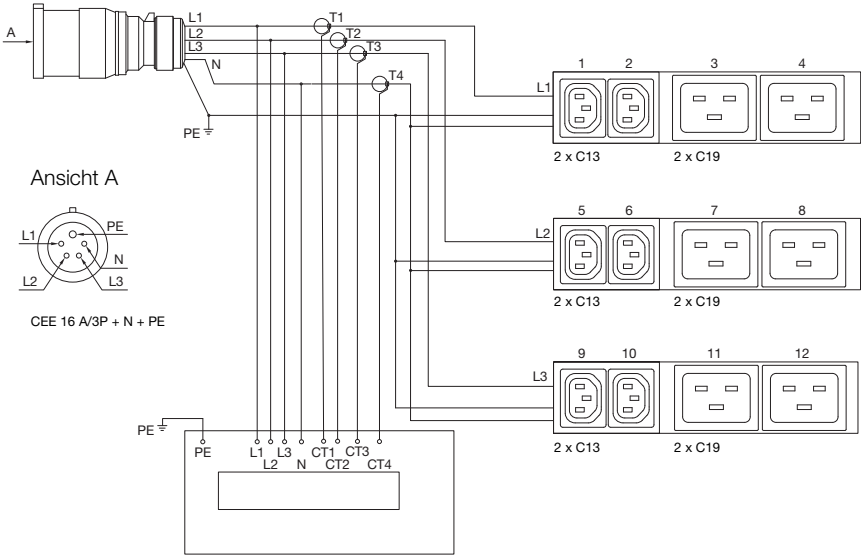 A
L1
L2
L3
N
PE
T1
T2
T3
T4
L1
1 2 3 4
2 x C13 2 x C19
Ansicht A
L1
PE
N
L2
L3
CEE 16 A/3P + N + PE
L2
5 6 7 8
2 x C13 2 x C19
L3
9 10 11 12
2 x C13 2 x C19
PE
PE L1 L3 CT1 CT3
L2 N CT2 CT4